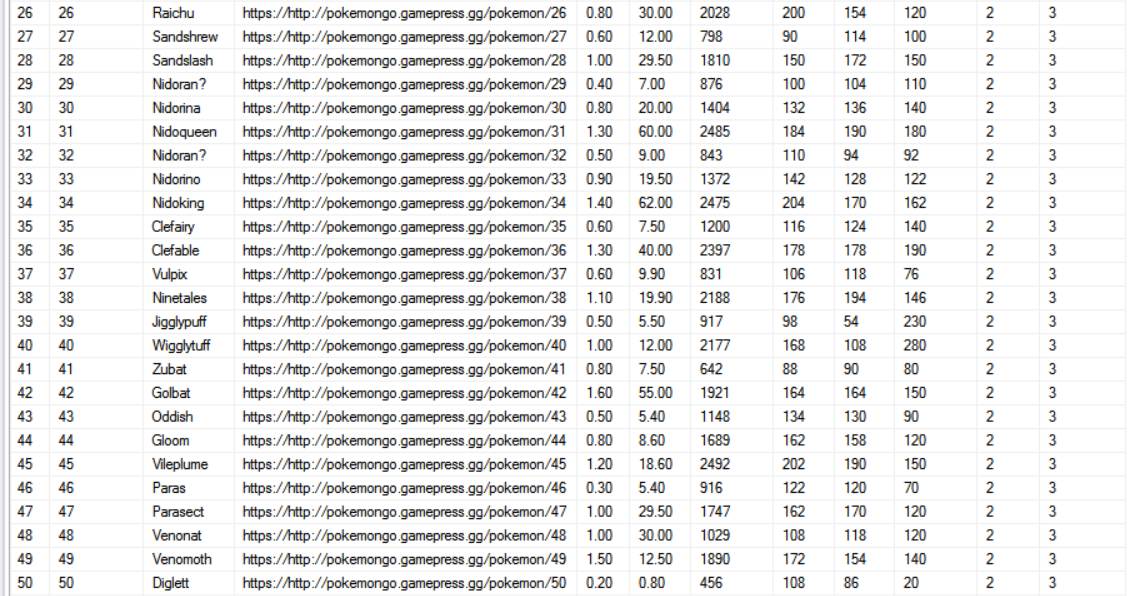 26 26 Raichu https://http://pokemongo.gamepress.gg/pokemon/26 0.80 30.00 2028 200 154 120 2 3
27 27 Sandshrew https://http://pokemongo.gamepress.gg/pokemon/27 0.60 12.00 798 90 114 100 2 3
28 28 Sandslash https://http://pokemongo.gamepress.gg/pokemon/28 1.00 29.50 1810 150 172 150 2 3
29 29 Nidoran? https://http://pokemongo.gamepress.gg/pokemon/29 0.40 7.00 876 100 104 110 2 3
30 30 Nidorina https://http://pokemongo.gamepress.gg/pokemon/30 0.80 20.00 1404 132 136 140 2 3
31 31 Nidoqueen https://http://pokemongo.gamepress.gg/pokemon/31 1.30 60.00 2485 184 190 180 2 3
32 32 Nidoran? https://http://pokemongo.gamepress.gg/pokemon/32 0.50 9.00 843 110 94 92 2 3
33 33 Nidorino https://http://pokemongo.gamepress.gg/pokemon/33 0.90 19.50 1372 142 128 122 2 3
34 34 Nidoking https://http://pokemongo.gamepress.gg/pokemon/34 1.40 62.00 2475 204 170 162 2 3
35 35 Clefairy https://http://pokemongo.gamepress.gg/pokemon/35 0.60 7.50 1200 116 124 140 2 3
36 36 Clefable https://http://pokemongo.gamepress.gg/pokemon/36 1.30 40.00 2397 178 178 190 2 3
37 37 Vulpix https://http://pokemongo.gamepress.gg/pokemon/37 0.60 9.90 831 106 118 76 2 3
38 38 Ninetales https://http://pokemongo.gamepress.gg/pokemon/38 1.10 19.90 2188 176 194 146 2 3
39 39 Jigglypuff https://http://pokemongo.gamepress.gg/pokemon/39 0.50 5.50 917 98 54 230 2 3
40 40 Wigglytuff https://http://pokemongo.gamepress.gg/pokemon/40 1.00 12.00 2177 168 108 280 2 3
41 41 Zubat https://http://pokemongo.gamepress.gg/pokemon/41 0.80 7.50 642 88 90 80 2 3
42 42 Golbat https://http://pokemongo.gamepress.gg/pokemon/42 1.60 55.00 1921 164 164 150 2 3
43 43 Oddish https://http://pokemongo.gamepress.gg/pokemon/43 0.50 5.40 1148 134 130 90 2 3
44 44 Gloom https://http://pokemongo.gamepress.gg/pokemon/44 0.80 8.60 1689 162 158 120 2 3
45 45 Vileplume https://http://pokemongo.gamepress.gg/pokemon/45 1.20 18.60 2492 202 190 150 2 3
46 46 Paras https://http://pokemongo.gamepress.gg/pokemon/46 0.30 5.40 916 122 120 70 2 3
47 47 Parasect https://http://pokemongo.gamepress.gg/pokemon/47 1.00 29.50 1747 162 170 120 2 3
48 48 Venonat https://http://pokemongo.gamepress.gg/pokemon/48 1.00 30.00 1029 108 118 120 2 3
49 49 Venomoth https://http://pokemongo.gamepress.gg/pokemon/49 1.50 12.50 1890 172 154 140 2 3
50 50 Diglett https://http://pokemongo.gamepress.gg/pokemon/50 0.20 0.80 456 108 86 20 2 3